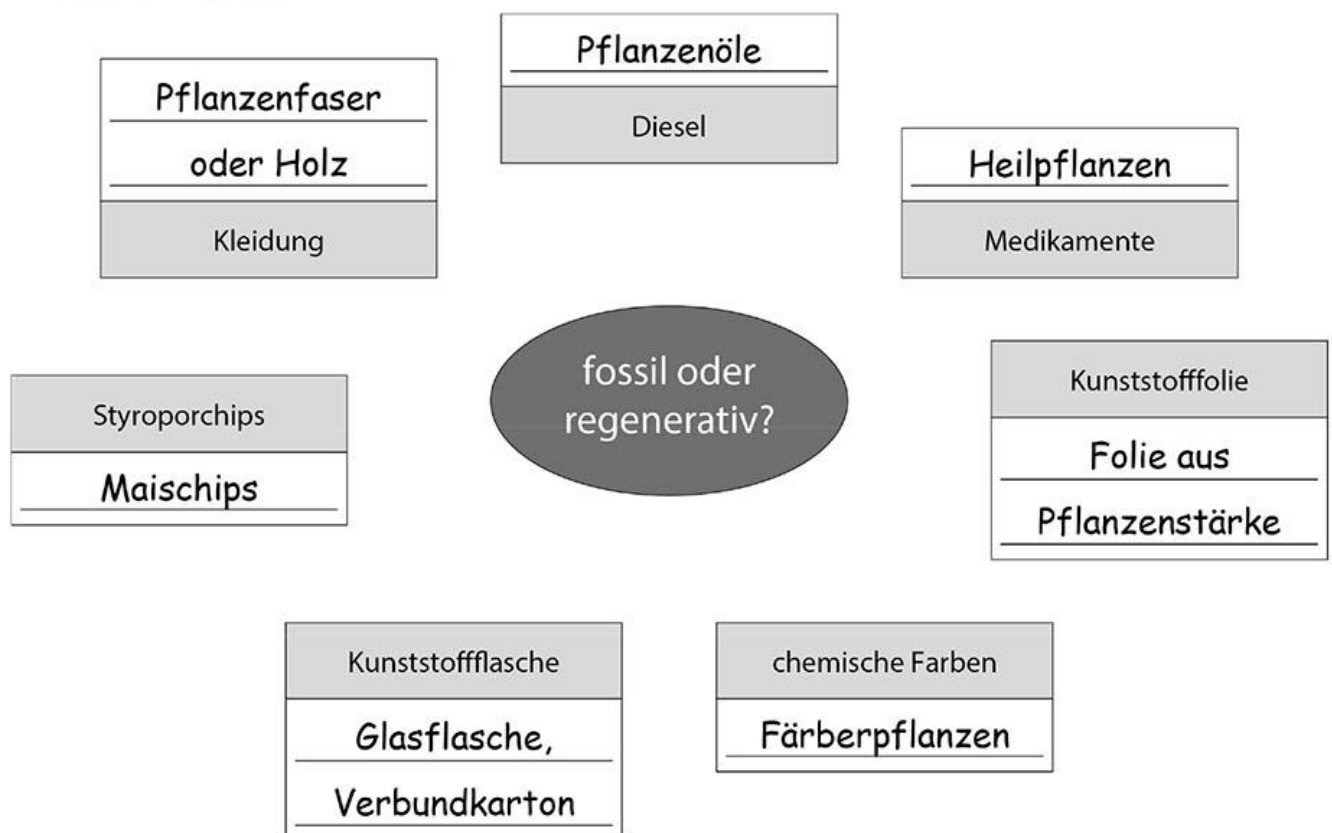 Pflanzenöle
Diesel
Pflanzenfaser
oder Holz
Kleidung
Heilpflanzen
Medikamente
fossil oder
regenerativ?
Kunststofffolie
Folie aus
Pflanzenstärke
Styroporchips
Maischips
Kunststoffflasche
Glasflasche,
Verbundkarton
chemische Farben
Färberpflanzen